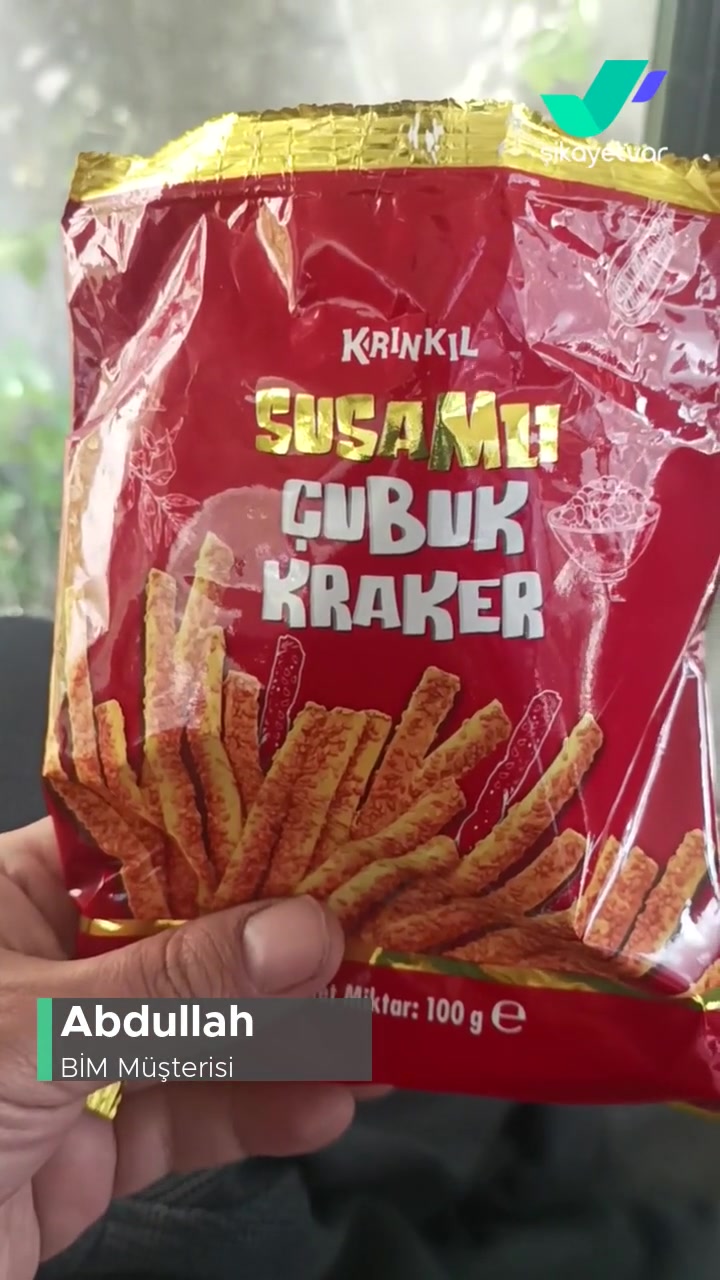 şikayetvar
KRINKIL
SUSAMLI
ÇUBUK
KRAKER
Miktar: 100 g ℮
Abdullah
BİM Müşterisi